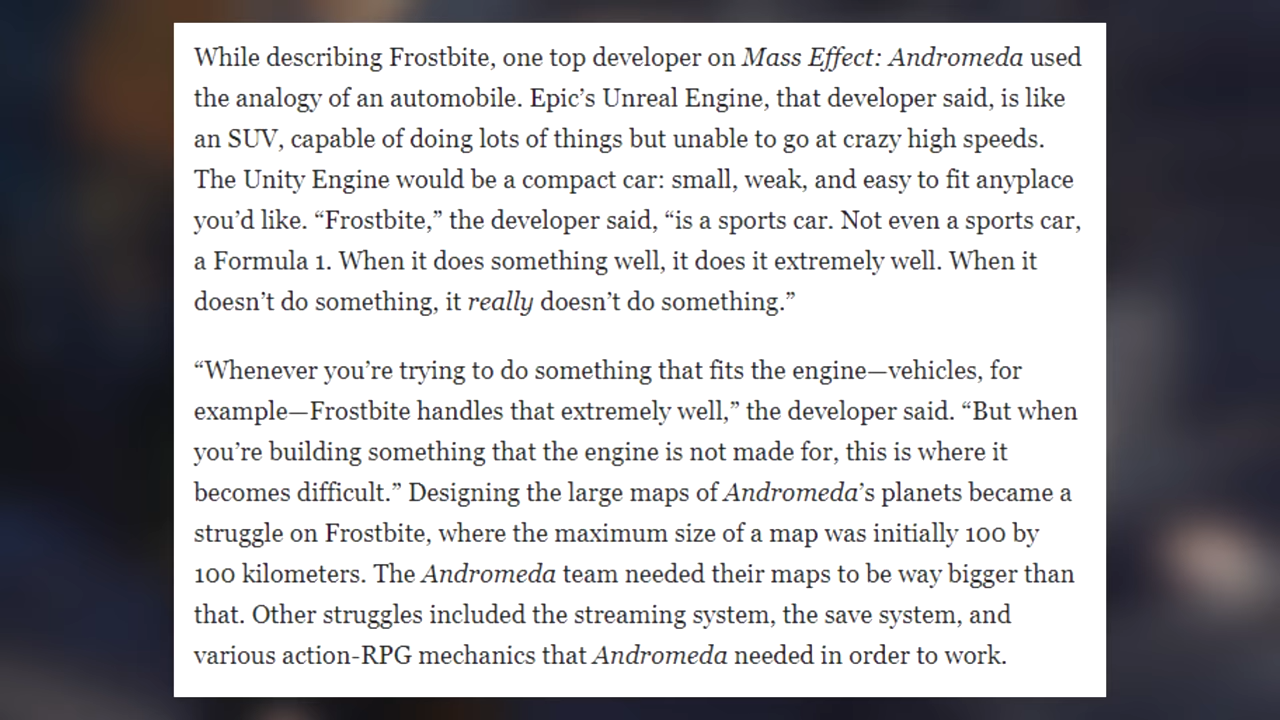 While describing Frostbite, one top developer on Mass Effect: Andromeda used
the analogy of an automobile. Epic’s Unreal Engine, that developer said, is like
an SUV, capable of doing lots of things but unable to go at crazy high speeds.
The Unity Engine would be a compact car: small, weak, and easy to fit anyplace
you’d like. “Frostbite,” the developer said, “is a sports car. Not even a sports car,
a Formula 1. When it does something well, it does it extremely well. When it
doesn’t do something, it really doesn’t do something.”
“Whenever you’re trying to do something that fits the engine—vehicles, for
example—Frostbite handles that extremely well,” the developer said. “But when
you’re building something that the engine is not made for, this is where it
becomes difficult.” Designing the large maps of Andromeda’s planets became a
struggle on Frostbite, where the maximum size of a map was initially 100 by
100 kilometers. The Andromeda team needed their maps to be way bigger than
that. Other struggles included the streaming system, the save system, and
various action-RPG mechanics that Andromeda needed in order to work.